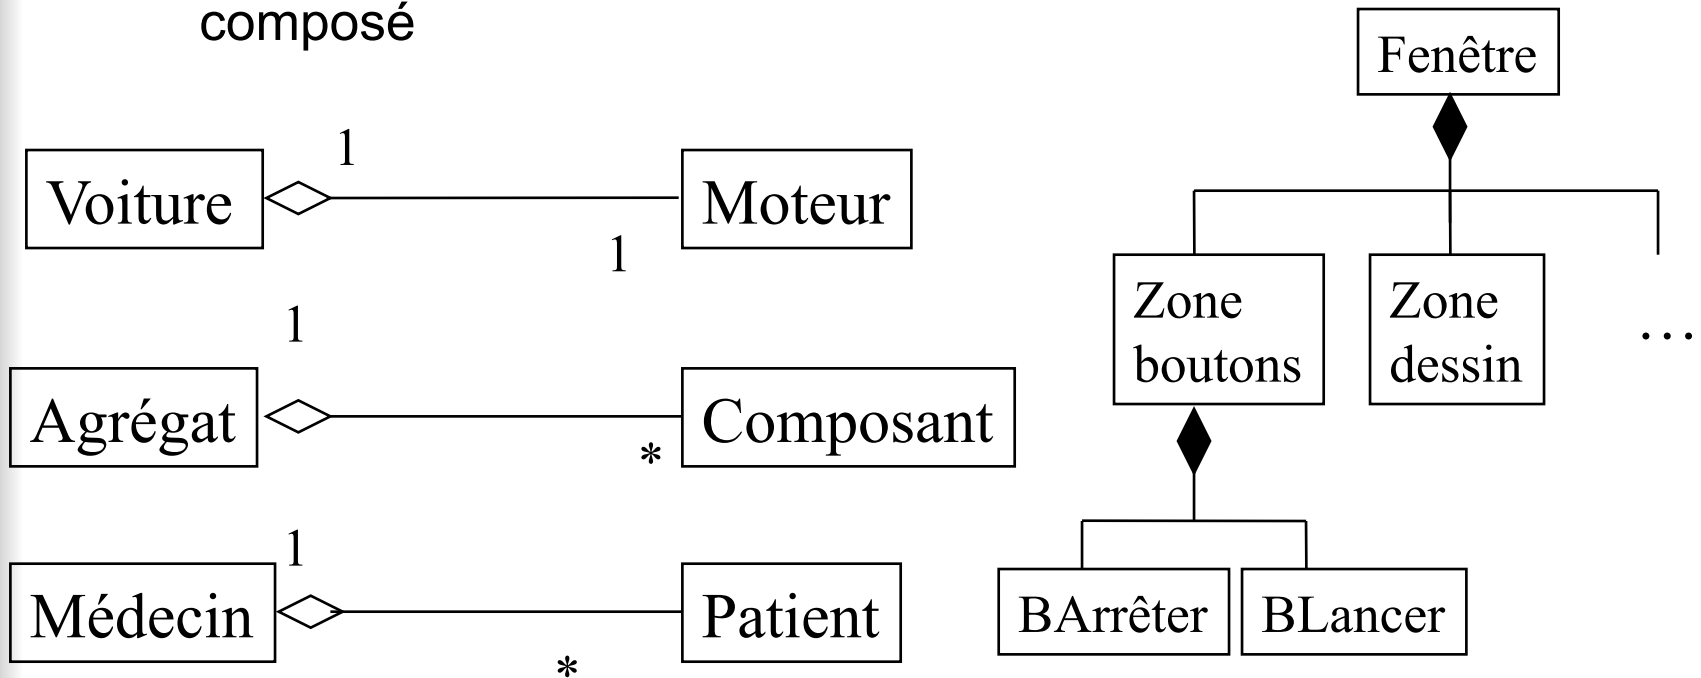 composé
1
Voiture
Moteur
1
1
Agrégat
Composant
*
1
Médecin
Patient
*
Fenêtre
Zone
boutons
Zone
dessin
...
BArrêter
BLancer